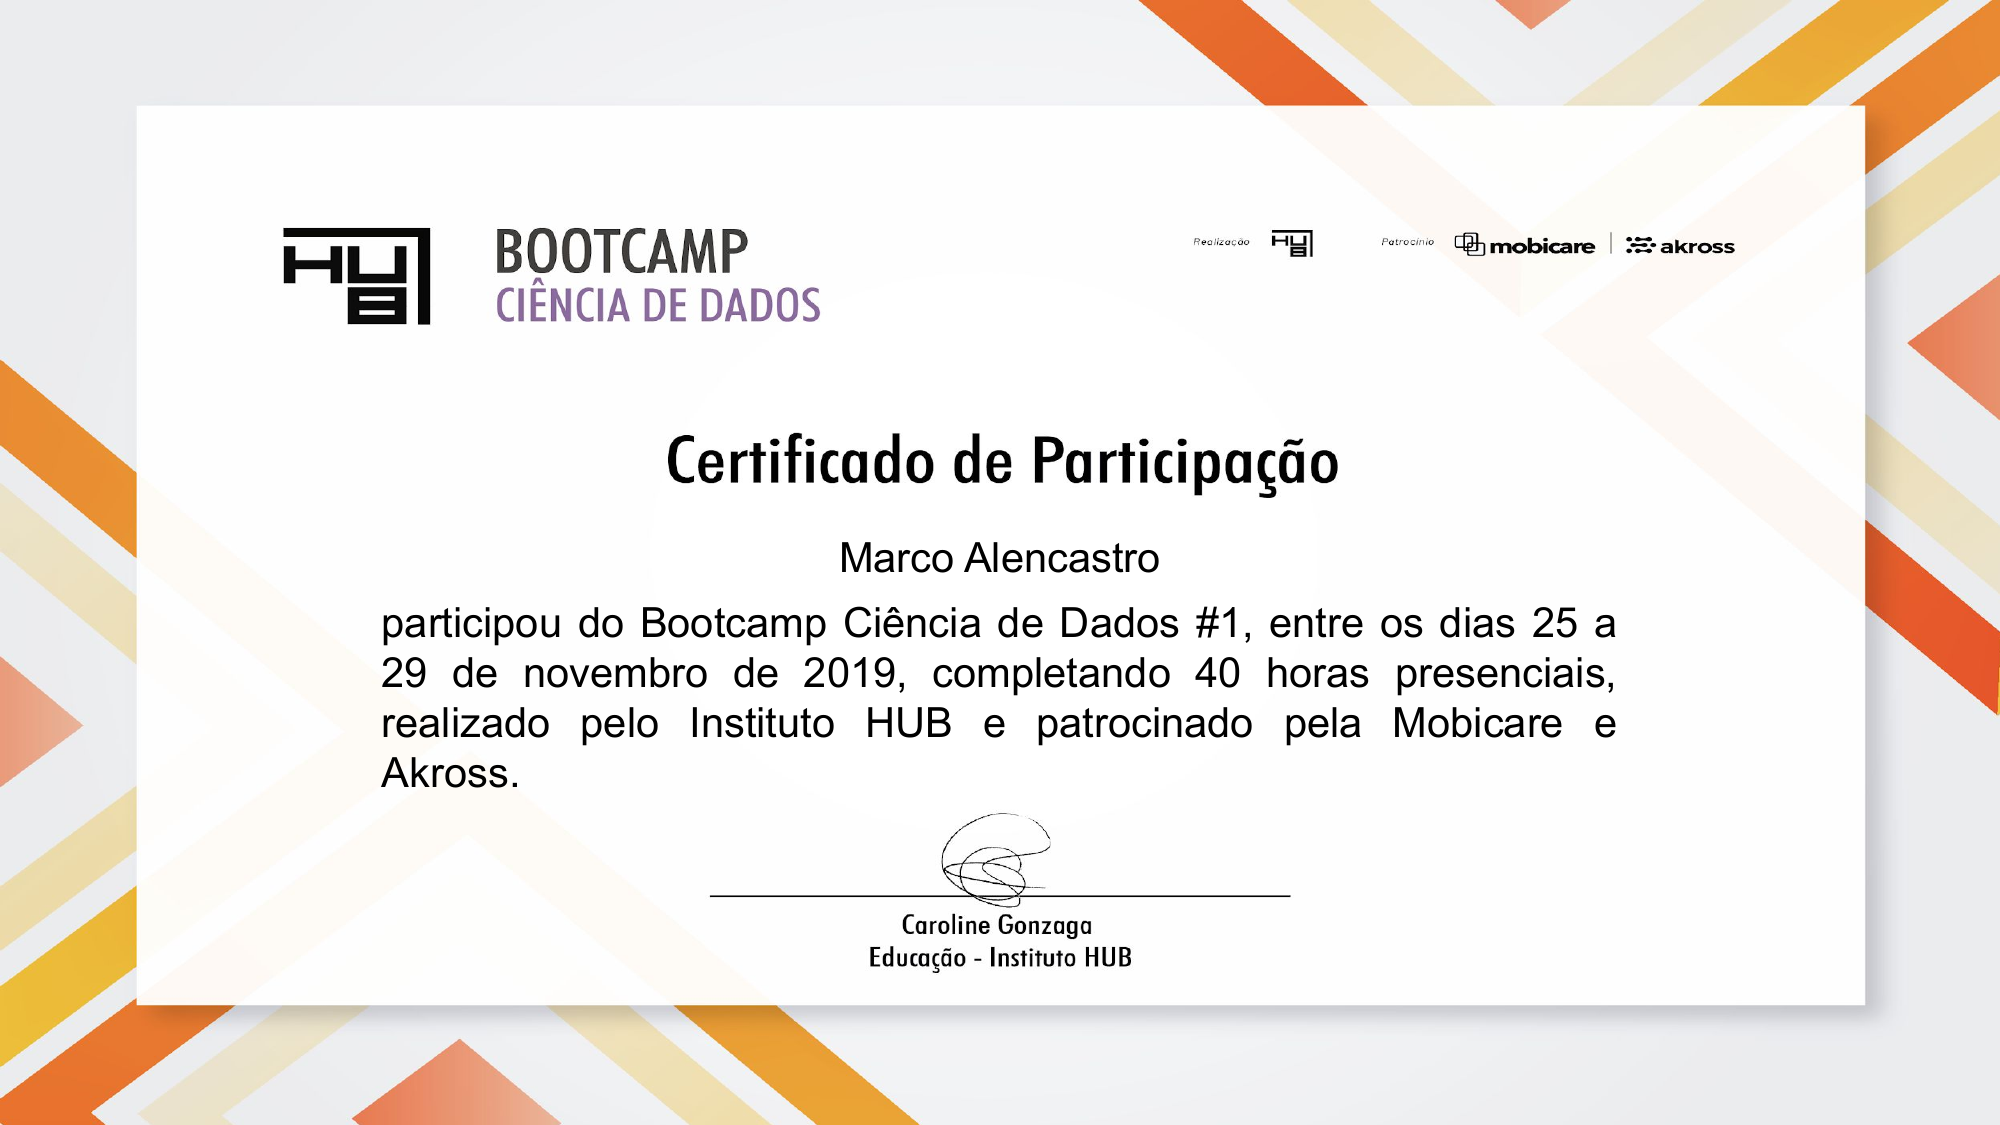 HUB
BOOTCAMP
CIÊNCIA DE DADOS
Realização HUB Patrocínio mobicare | akross
Certificado de Participação
Marco Alencastro
participou do Bootcamp Ciência de Dados #1, entre os dias 25 a
29 de novembro de 2019, completando 40 horas presenciais,
realizado pelo Instituto HUB e patrocinado pela Mobicare e
Akross.
Caroline Gonzaga
Educação - Instituto HUB